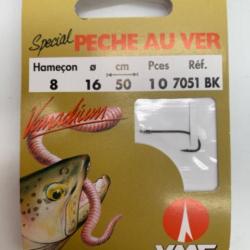 Special PECHE AU VER
Hameçon ø cm Pces Réf.
8 16 50 10 7051 BK
Vanadium
VMC